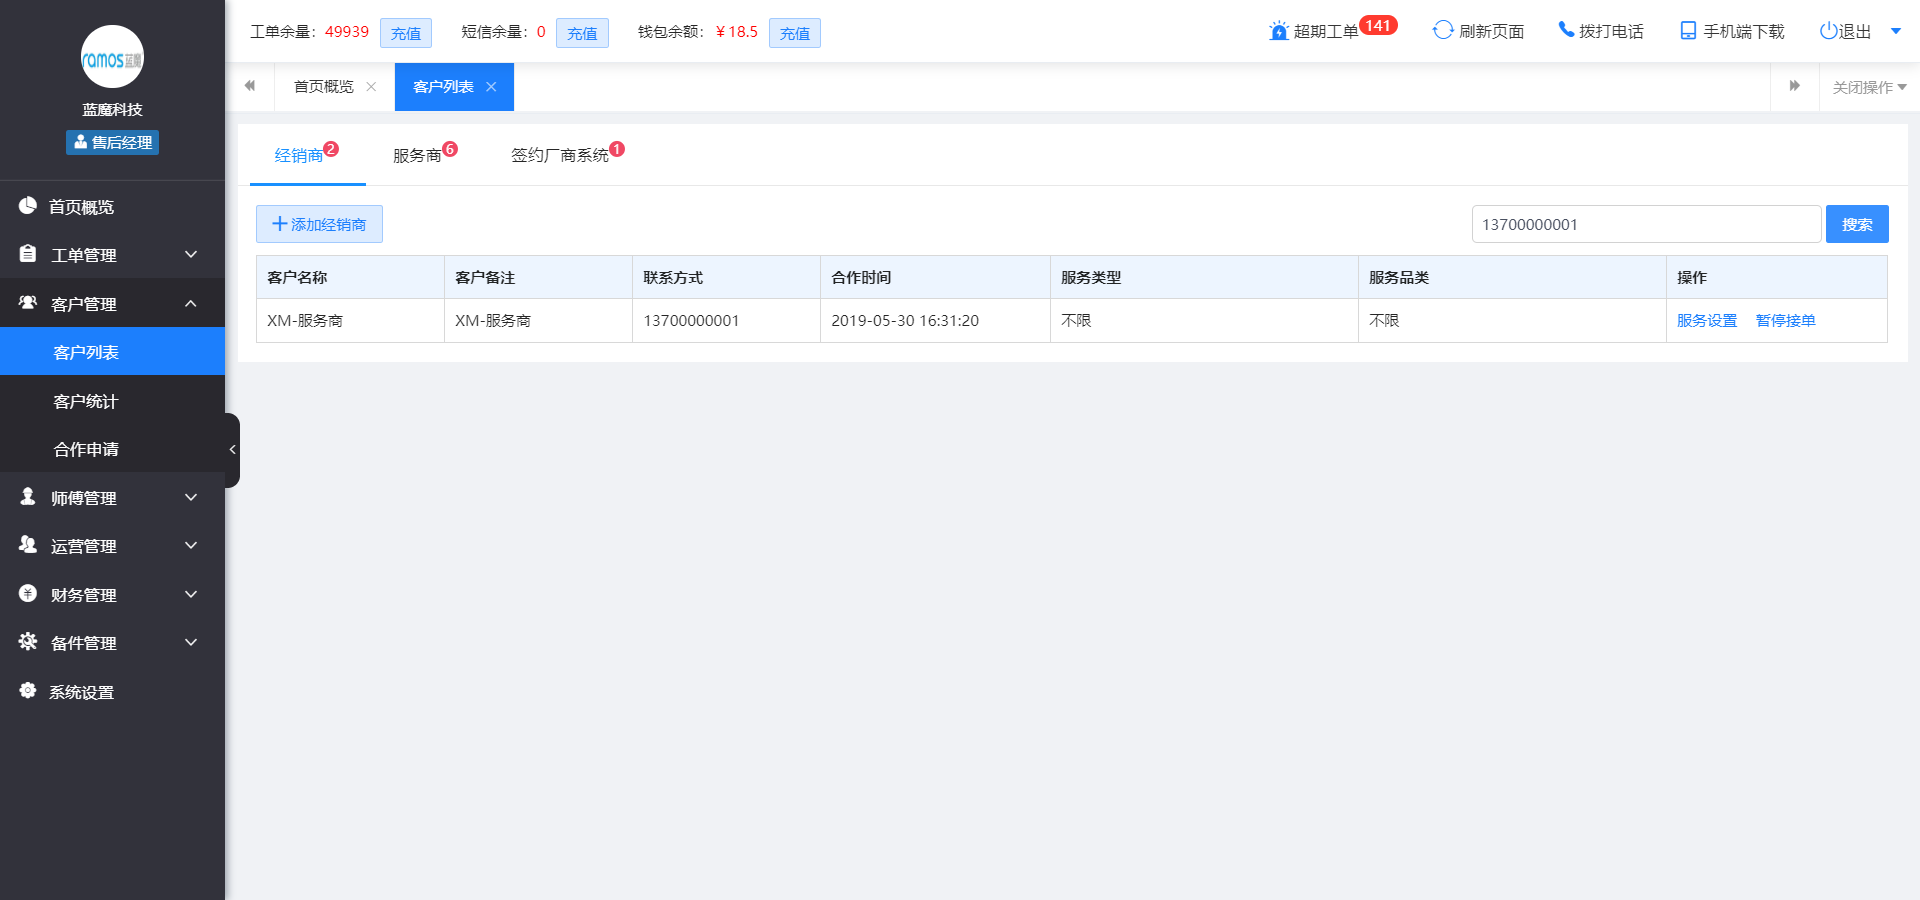 工单余量：49939 充值 短信余量：0 充值 钱包余额：￥18.5 充值 超期工单 141 刷新页面 拨打电话 手机端下载 退出
ramos蓝魔
蓝魔科技
售后经理
首页概览 客户列表 关闭操作
经销商 2 服务商 6 签约厂商系统 1
添加经销商 13700000001 搜索
客户名称 客户备注 联系方式 合作时间 服务类型 服务品类 操作
XM-服务商 XM-服务商 13700000001 2019-05-30 16:31:20 不限 不限 服务设置 暂停接单
首页概览
工单管理
客户管理
客户列表
客户统计
合作申请
师傅管理
运营管理
财务管理
备件管理
系统设置